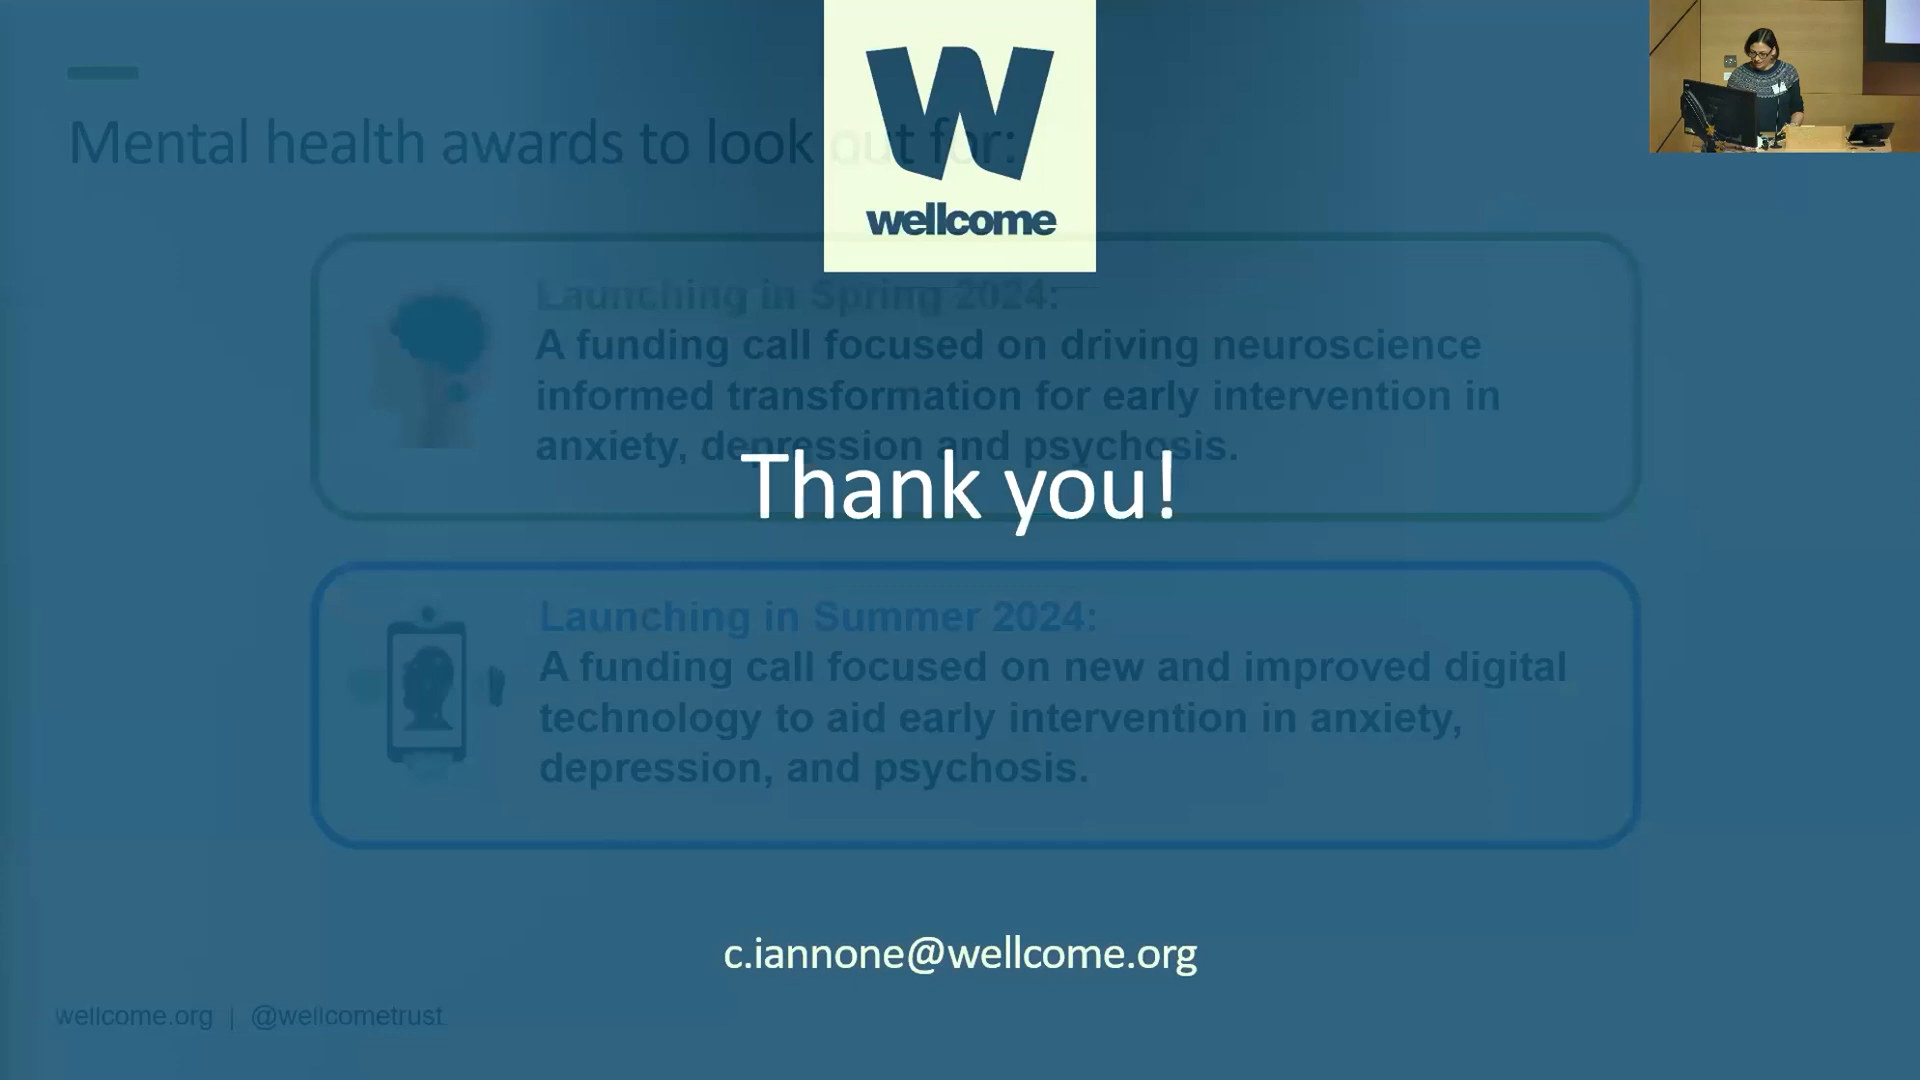 W
wellcome
Mental health awards to look out for:
Launching in Spring 2024:
A funding call focused on driving neuroscience
informed transformation for early intervention in
anxiety, depression and psychosis.
Thank you!
Launching in Summer 2024:
A funding call focused on new and improved digital
technology to aid early intervention in anxiety,
depression, and psychosis.
c.iannone@wellcome.org
wellcome.org | @wellcometrust